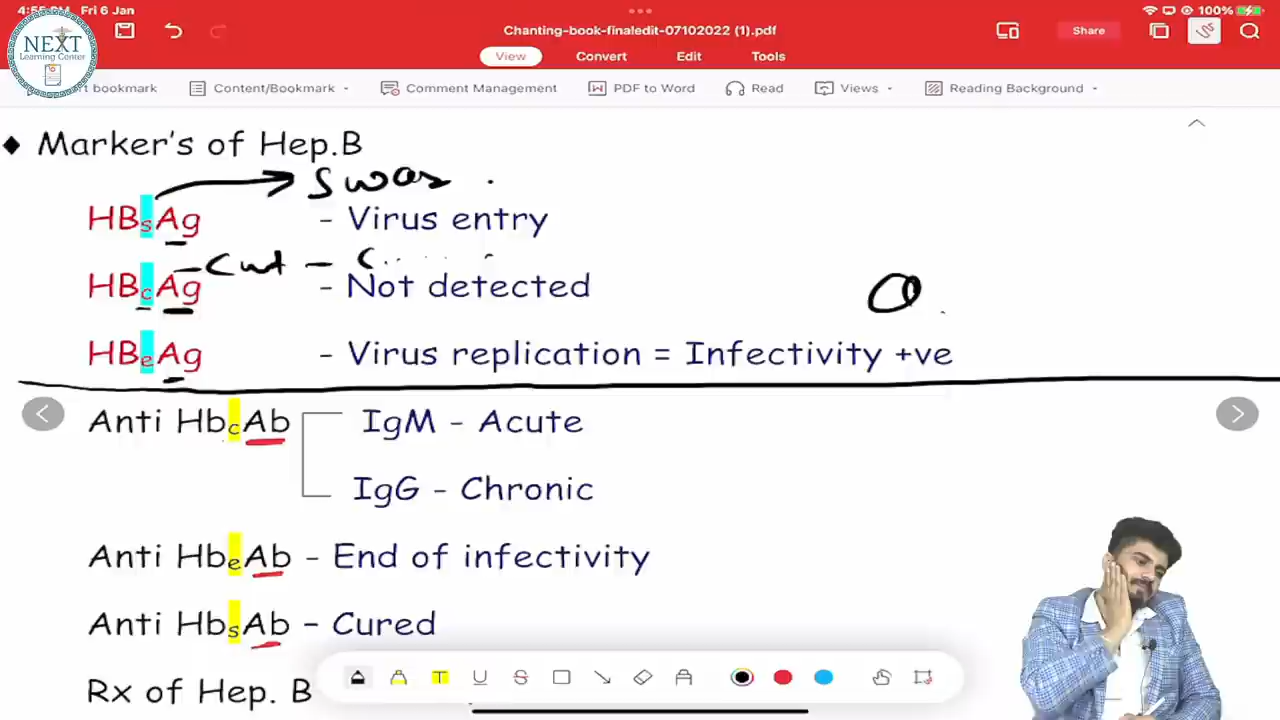 4:55 PM Fri 6 Jan
100%
NEXT
Learning Center
Chanting-book-finaledit-07102022 (1).pdf
Share
View Convert Edit Tools
bookmark Content/Bookmark Comment Management PDF to Word Read Views Reading Background
◆ Marker's of Hep.B
HBsAg - Virus entry
HBcAg - Not detected
HBeAg - Virus replication = Infectivity +ve
Anti HbcAb IgM - Acute
IgG - Chronic
Anti HbeAb - End of infectivity
Anti HbsAb - Cured
Rx of Hep. B